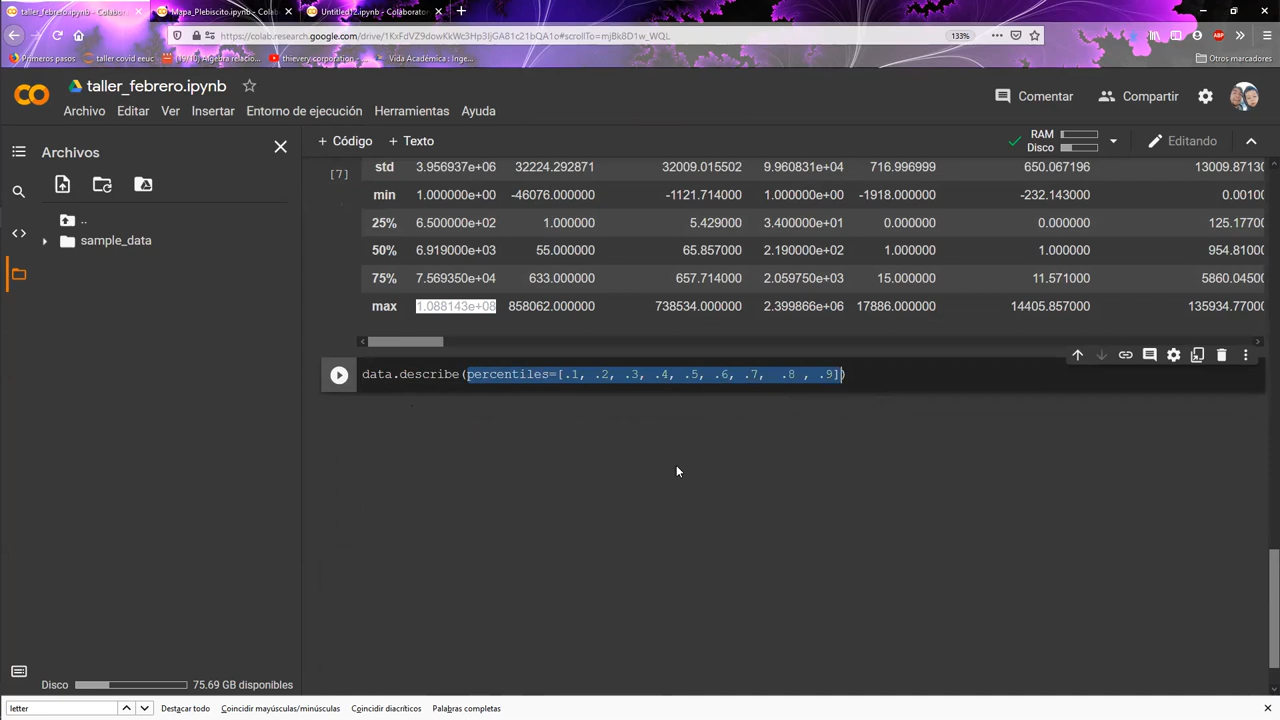 taller_febrero.ipynb - Colabor
Mapa_Plebiscito.ipynb - Colab
Untitled12.ipynb - Colaborator
https://colab.research.google.com/drive/1KxFdVZ9dowKkWc3Hp3IjGA81c21bQA1o#scrollTo=mjBk8D1w_WQL
133%
Primeros pasos
taller covid eeuc
(19/10) Álgebra relacio...
thievery corporation -
Vida Académica : Inge...
Otros marcadores
taller_febrero.ipynb
Comentar
Compartir
Archivo
Editar
Ver
Insertar
Entorno de ejecución
Herramientas
Ayuda
+ Código
+ Texto
RAM
Disco
Editando
Archivos
..
sample_data
[7]
std 3.956937e+06 32224.292871 32009.015502 9.960831e+04 716.996999 650.067196 13009.87130
min 1.000000e+00 -46076.000000 -1121.714000 1.000000e+00 -1918.000000 -232.143000 0.00100
25% 6.500000e+02 1.000000 5.429000 3.400000e+01 0.000000 0.000000 125.17700
50% 6.919000e+03 55.000000 65.857000 2.190000e+02 1.000000 1.000000 954.81000
75% 7.569350e+04 633.000000 657.714000 2.059750e+03 15.000000 11.571000 5860.04500
max 1.088143e+08 858062.000000 738534.000000 2.399866e+06 17886.000000 14405.857000 135934.77000
data.describe(percentiles=[.1, .2, .3, .4, .5, .6, .7,  .8 , .9])
Disco
75.69 GB disponibles
letter
Destacar todo
Coincidir mayúsculas/minúsculas
Coincidir diacríticos
Palabras completas